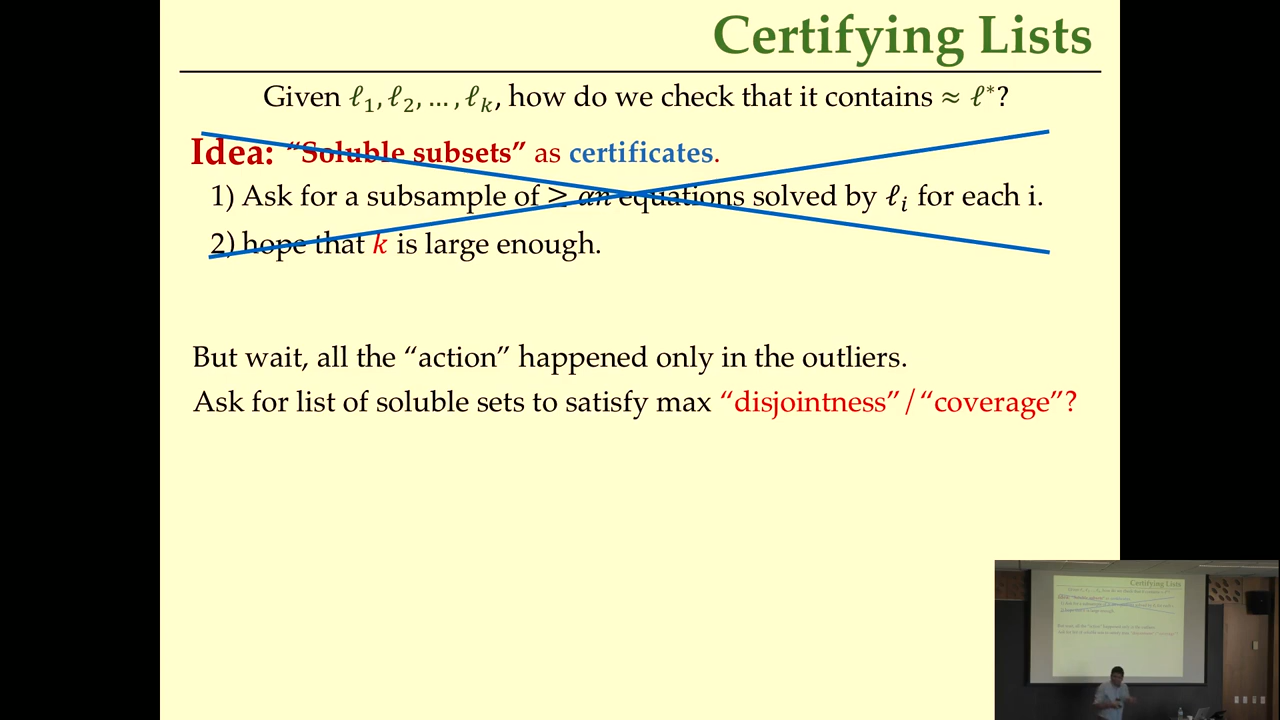 Certifying Lists
Given ℓ₁, ℓ₂, … , ℓₖ, how do we check that it contains ≈ ℓ*?
Idea: “Soluble subsets” as certificates.
1) Ask for a subsample of ≥ αn equations solved by ℓᵢ for each i.
2) hope that k is large enough.
But wait, all the “action” happened only in the outliers.
Ask for list of soluble sets to satisfy max “disjointness”/“coverage”?
Certifying Lists